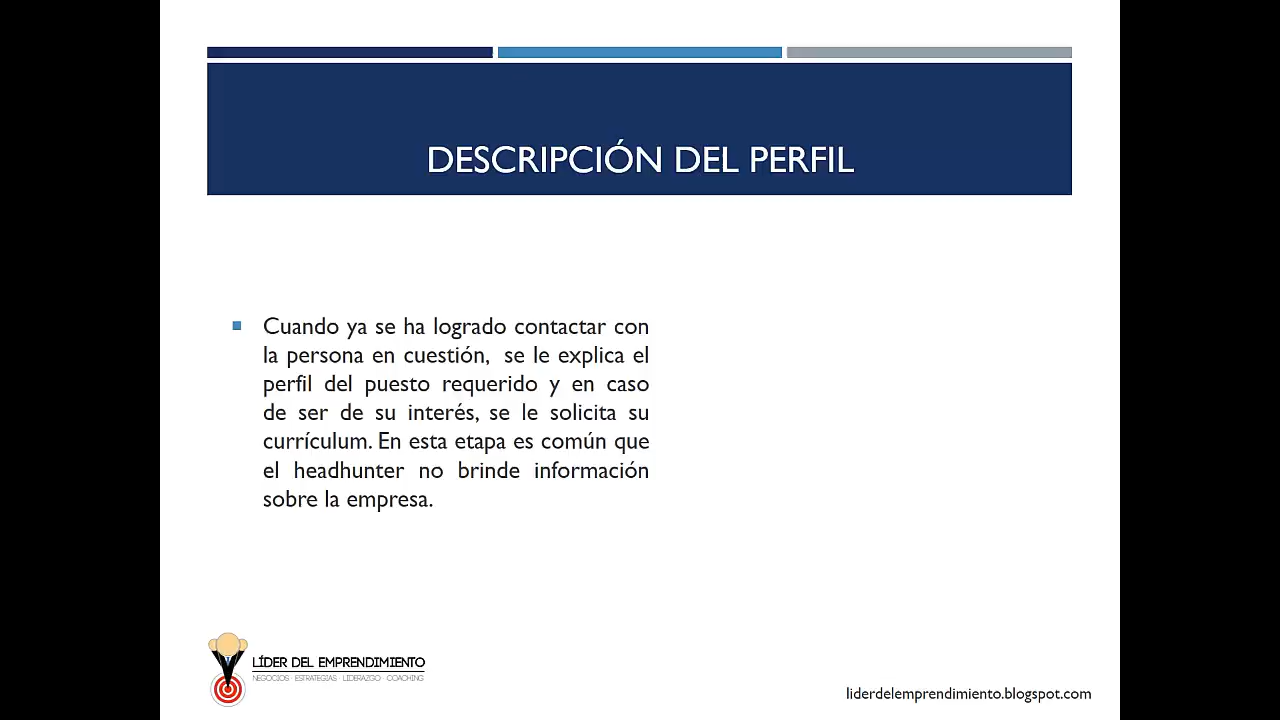 DESCRIPCIÓN DEL PERFIL
Cuando ya se ha logrado contactar con
la persona en cuestión, se le explica el
perfil del puesto requerido y en caso
de ser de su interés, se le solicita su
currículum. En esta etapa es común que
el headhunter no brinde información
sobre la empresa.
LÍDER DEL EMPRENDIMIENTO
NEGOCIOS · ESTRATEGIAS · LIDERAZGO · COACHING
liderdelemprendimiento.blogspot.com